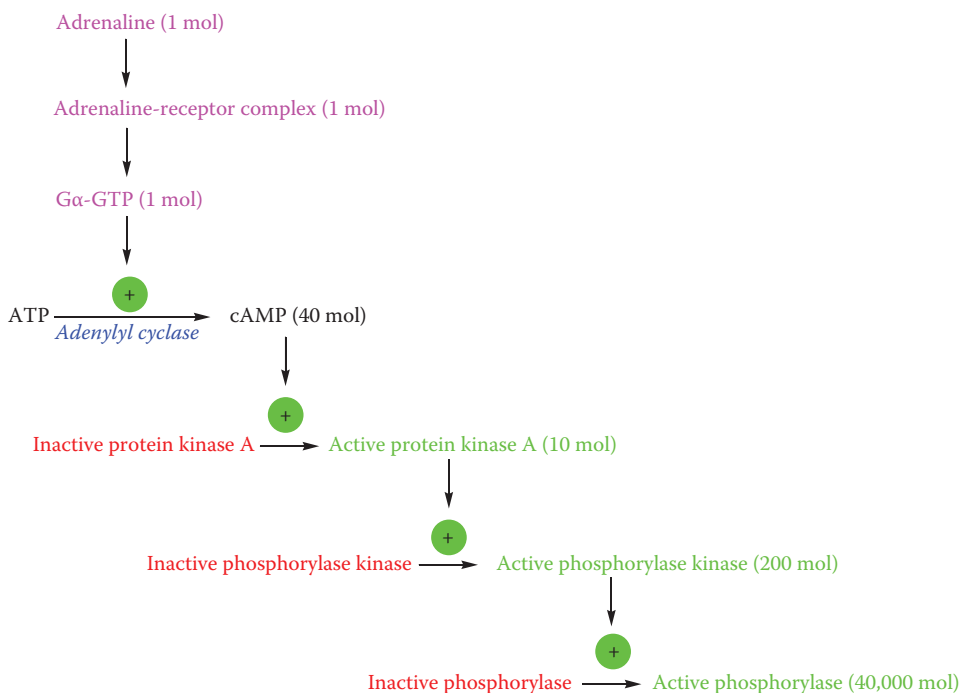 Adrenaline (1 mol)
Adrenaline-receptor complex (1 mol)
Gα-GTP (1 mol)
+
ATP cAMP (40 mol)
Adenylyl cyclase
+
Inactive protein kinase A Active protein kinase A (10 mol)
+
Inactive phosphorylase kinase Active phosphorylase kinase (200 mol)
+
Inactive phosphorylase Active phosphorylase (40,000 mol)